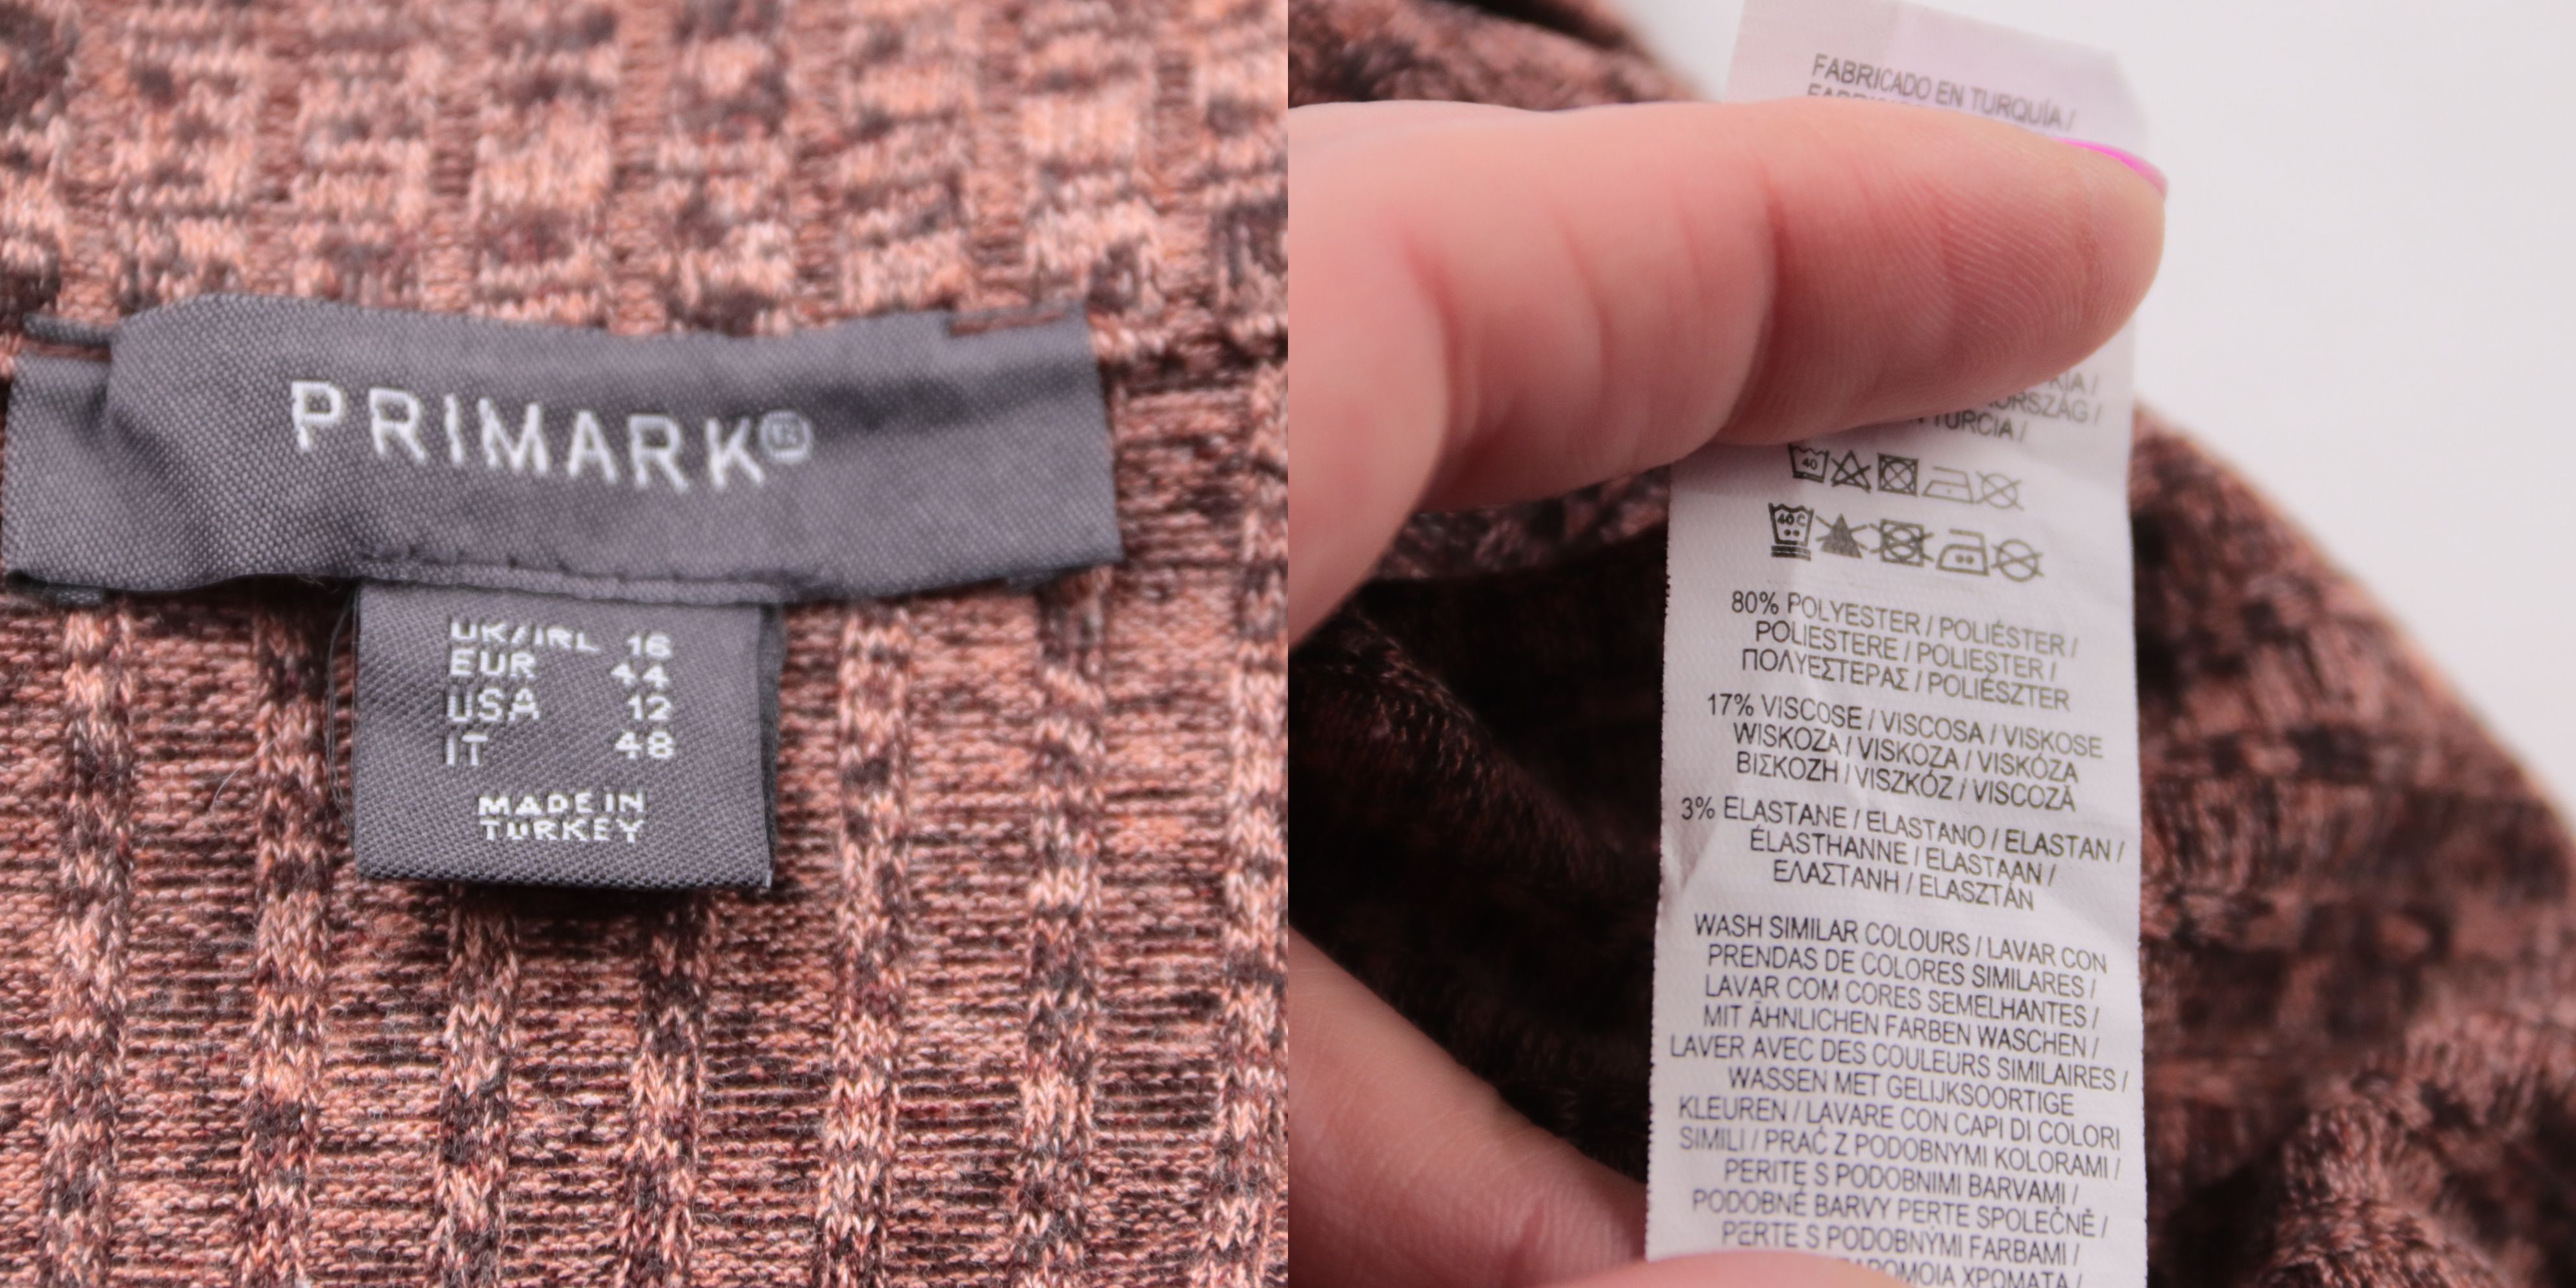 PRIMARK®
UK/IRL 16
EUR 44
USA 12
IT 48
MADE IN
TURKEY
FABRICADO EN TURQUÍA /
TURCIA /
40
40 C
80% POLYESTER / POLIÉSTER /
POLIESTERE / POLIESTER /
ΠΟΛΥΕΣΤΕΡΑΣ / POLIÉSZTER
17% VISCOSE / VISCOSA / VISKOSE
WISKOZA / VISKOZA / VISKÓZA
ΒΙΣΚΟΖΗ / VISZKÓZ / VISCOZĂ
3% ELASTANE / ELASTANO / ELASTAN /
ÉLASTHANNE / ELASTAAN /
ΕΛΑΣΤΑΝΗ / ELASZTÁN
WASH SIMILAR COLOURS / LAVAR CON
PRENDAS DE COLORES SIMILARES /
LAVAR COM CORES SEMELHANTES /
MIT ÄHNLICHEN FARBEN WASCHEN /
LAVER AVEC DES COULEURS SIMILAIRES /
WASSEN MET GELIJKSOORTIGE
KLEUREN / LAVARE CON CAPI DI COLORI
SIMILI / PRAĆ Z PODOBNYMI KOLORAMI /
PERITE S PODOBNIMI BARVAMI /
PODOBNÉ BARVY PERTE SPOLEČNĚ /
PERTE S PODOBNÝMI FARBAMI /
ΧΡΩΜΑΤΑ /